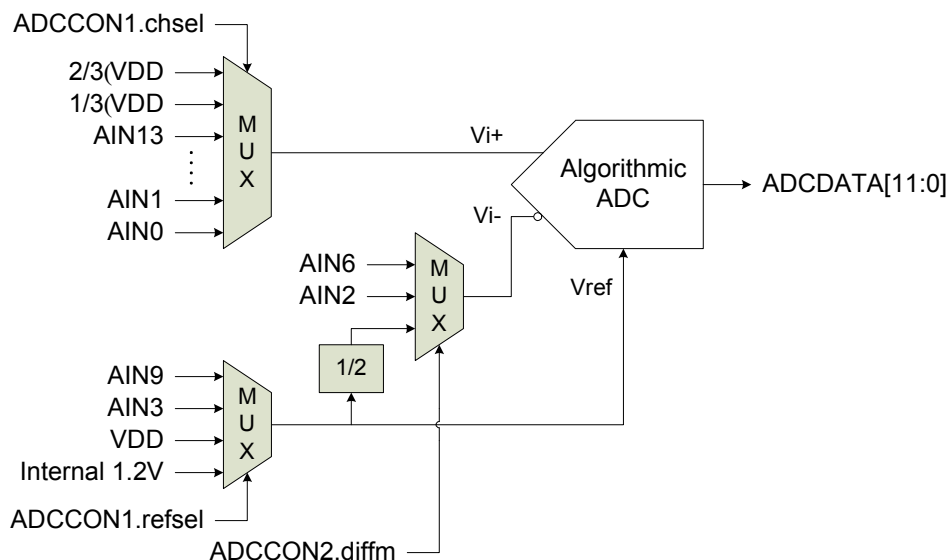 ADCCON1.chsel
2/3(VDD
1/3(VDD
AIN13
AIN1
AIN0
M
U
X
Vi+
Algorithmic
ADC
ADCDATA[11:0]
Vi-
Vref
AIN6
AIN2
M
U
X
1/2
AIN9
AIN3
VDD
Internal 1.2V
M
U
X
ADCCON1.refsel
ADCCON2.diffm